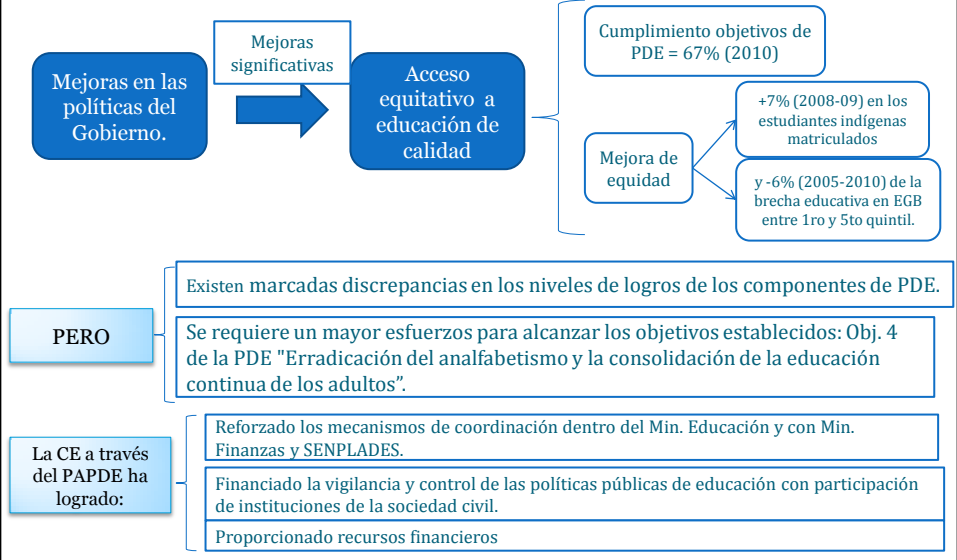 Mejoras en las
políticas del
Gobierno.
Mejoras
significativas
Acceso
equitativo a
educación de
calidad
Cumplimiento objetivos de
PDE = 67% (2010)
Mejora de
equidad
+7% (2008-09) en los
estudiantes indígenas
matriculados
y -6% (2005-2010) de la
brecha educativa en EGB
entre 1ro y 5to quintil.
PERO
Existen marcadas discrepancias en los niveles de logros de los componentes de PDE.
Se requiere un mayor esfuerzos para alcanzar los objetivos establecidos: Obj. 4
de la PDE "Erradicación del analfabetismo y la consolidación de la educación
continua de los adultos”.
La CE a través
del PAPDE ha
logrado:
Reforzado los mecanismos de coordinación dentro del Min. Educación y con Min.
Finanzas y SENPLADES.
Financiado la vigilancia y control de las políticas públicas de educación con participación
de instituciones de la sociedad civil.
Proporcionado recursos financieros